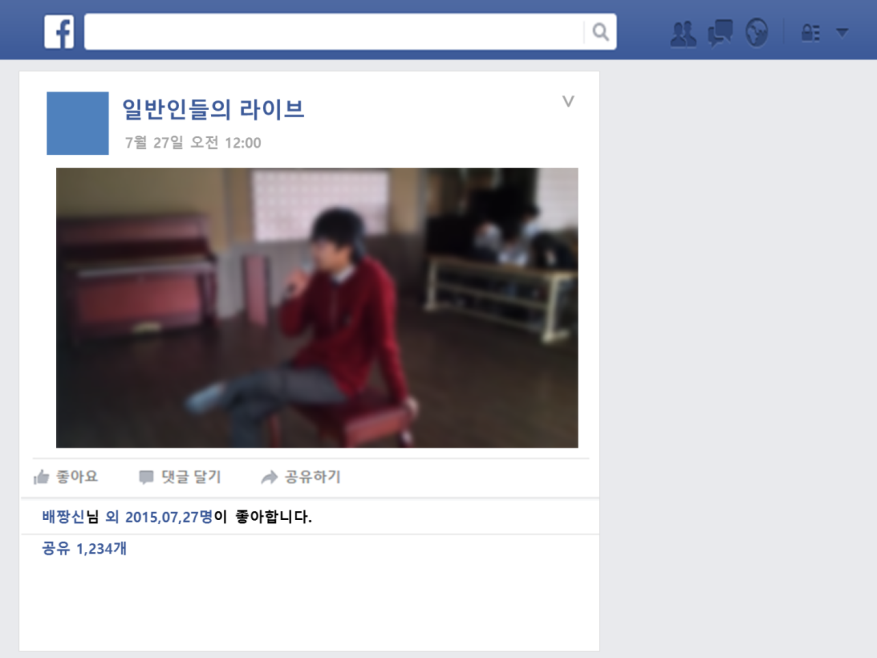 일반인들의 라이브
V
7월 27일 오전 12:00
좋아요 댓글 달기 공유하기
배짱신님 외 2015,07,27명이 좋아합니다.
공유 1,234개